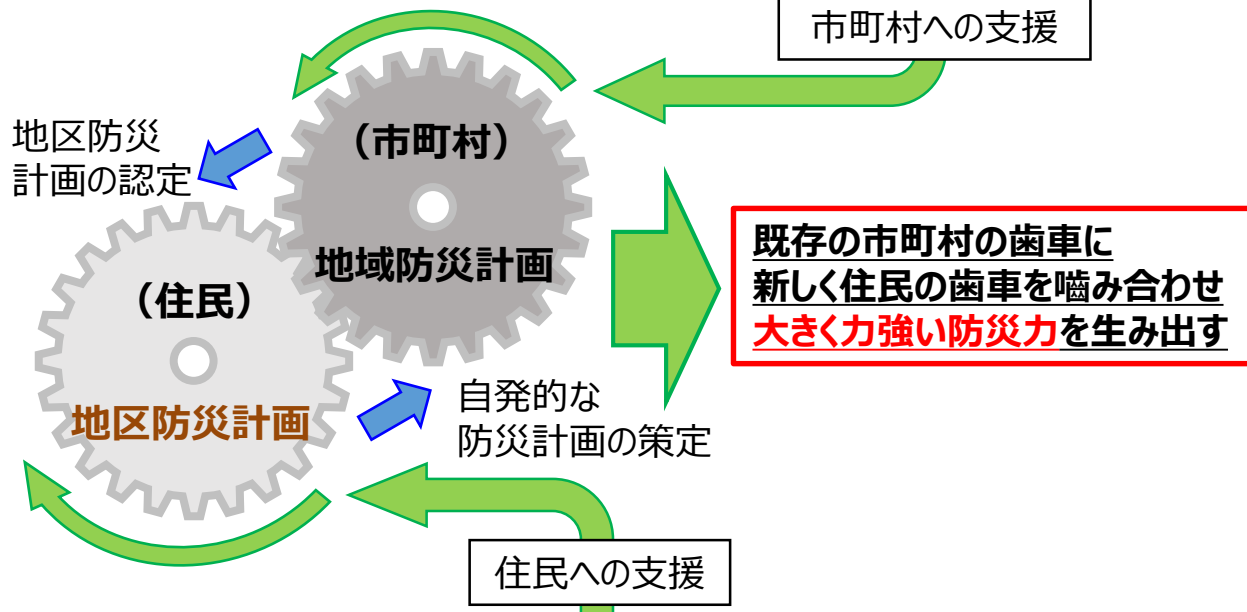 市町村への支援
地区防災
計画の認定
（市町村）
地域防災計画
（住民）
地区防災計画
既存の市町村の歯車に
新しく住民の歯車を噛み合わせ
大きく力強い防災力を生み出す
自発的な
防災計画の策定
住民への支援